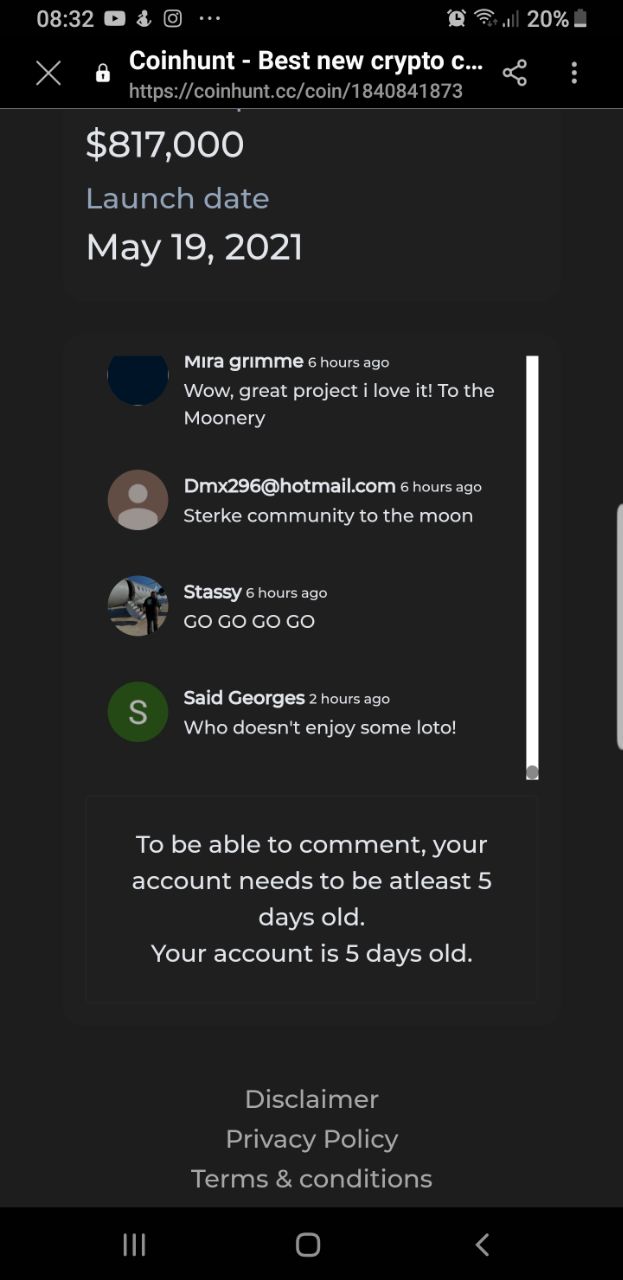 08:32
20%
Coinhunt - Best new crypto c...
https://coinhunt.cc/coin/1840841873
$817,000
Launch date
May 19, 2021
Mira grimme 6 hours ago
Wow, great project i love it! To the
Moonery
Dmx296@hotmail.com 6 hours ago
Sterke community to the moon
Stassy 6 hours ago
GO GO GO GO
S
Said Georges 2 hours ago
Who doesn't enjoy some loto!
To be able to comment, your
account needs to be atleast 5
days old.
Your account is 5 days old.
Disclaimer
Privacy Policy
Terms & conditions